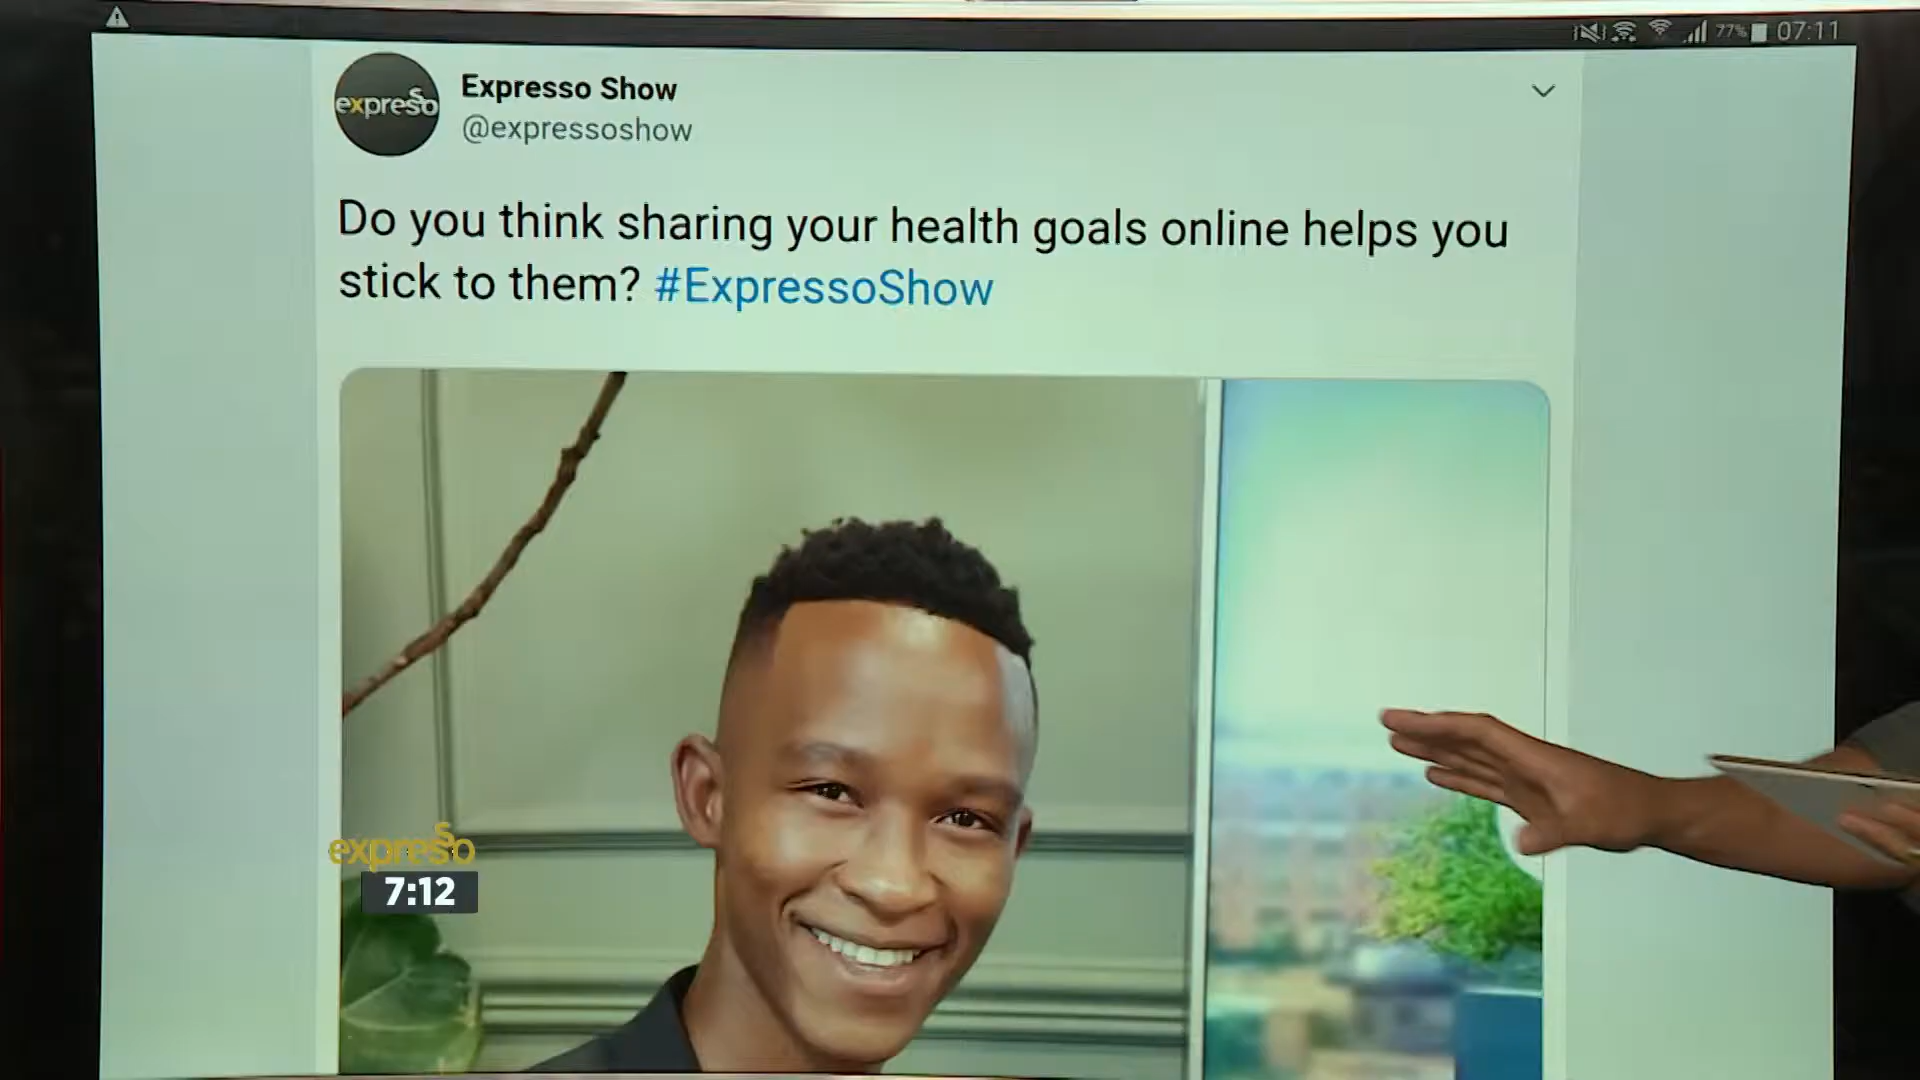 77% 07:11
expresso
Expresso Show
@expressoshow
Do you think sharing your health goals online helps you
stick to them? #ExpressoShow
expresso
7:12